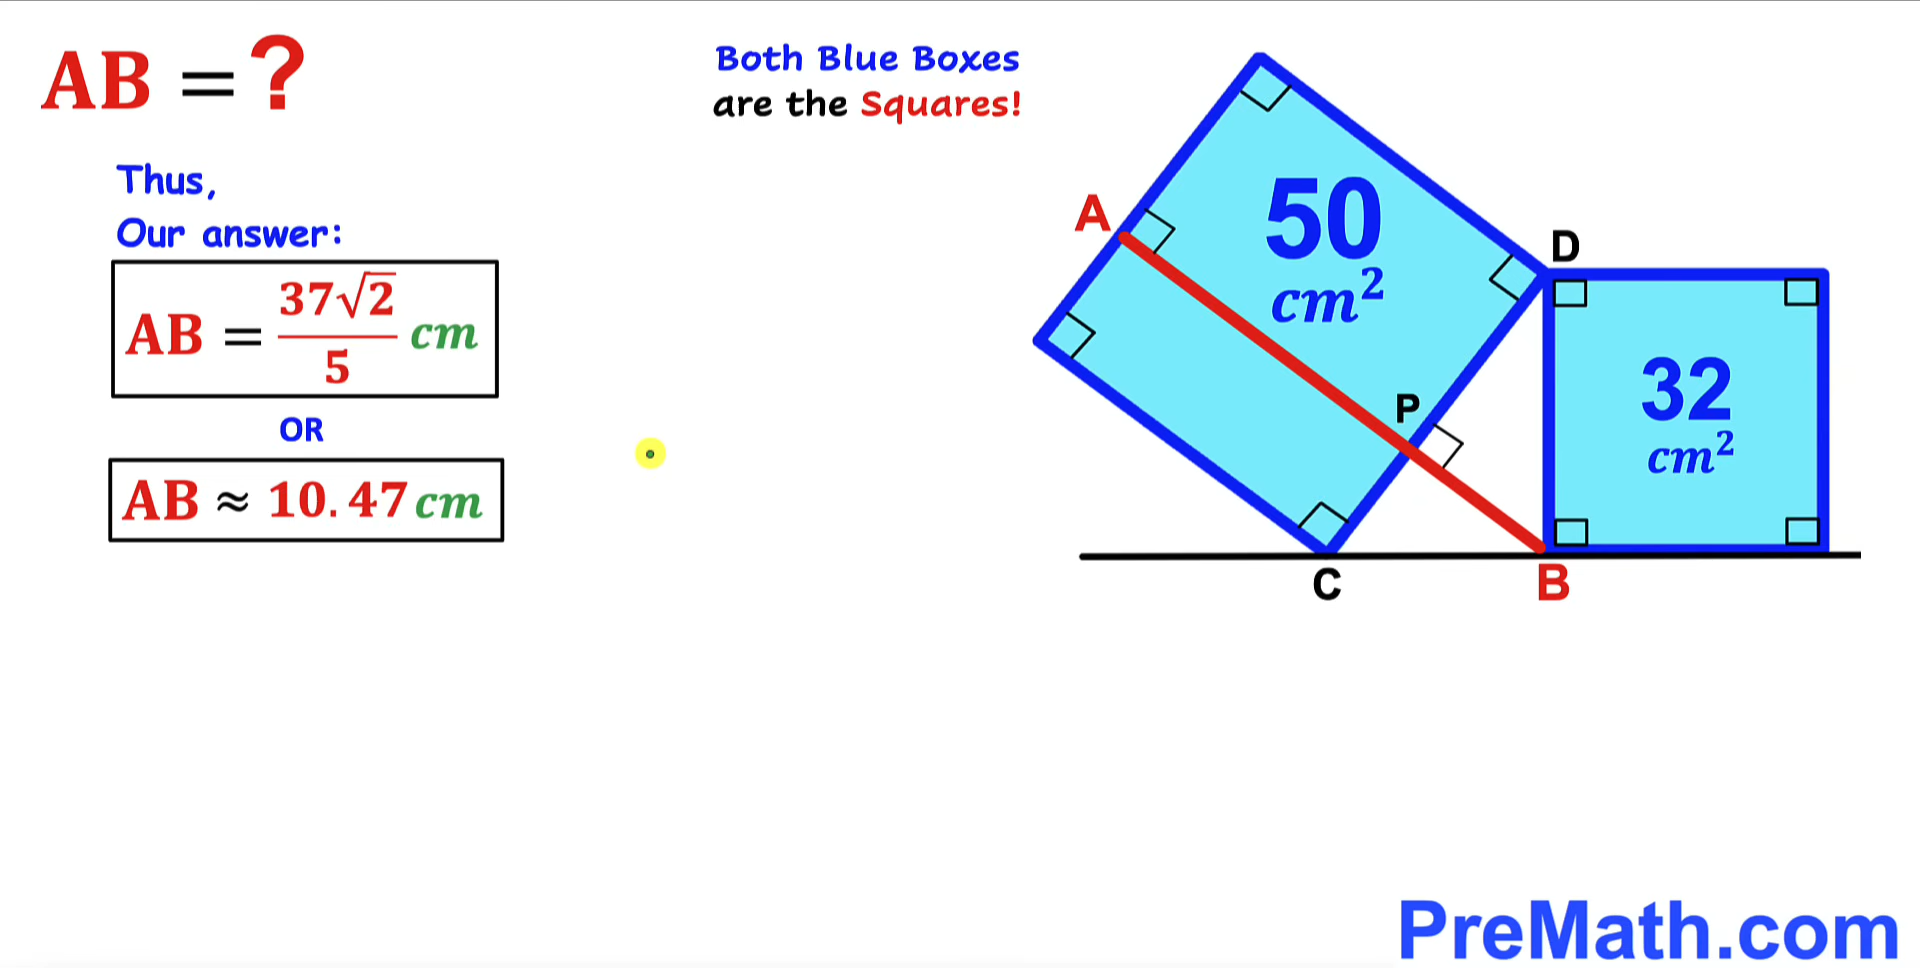 AB = ?
Both Blue Boxes
are the Squares!
Thus,
Our answer:
AB = 37√2/5 cm
OR
AB ≈ 10.47 cm
A
50
cm²
D
P
32
cm²
C
B
PreMath.com